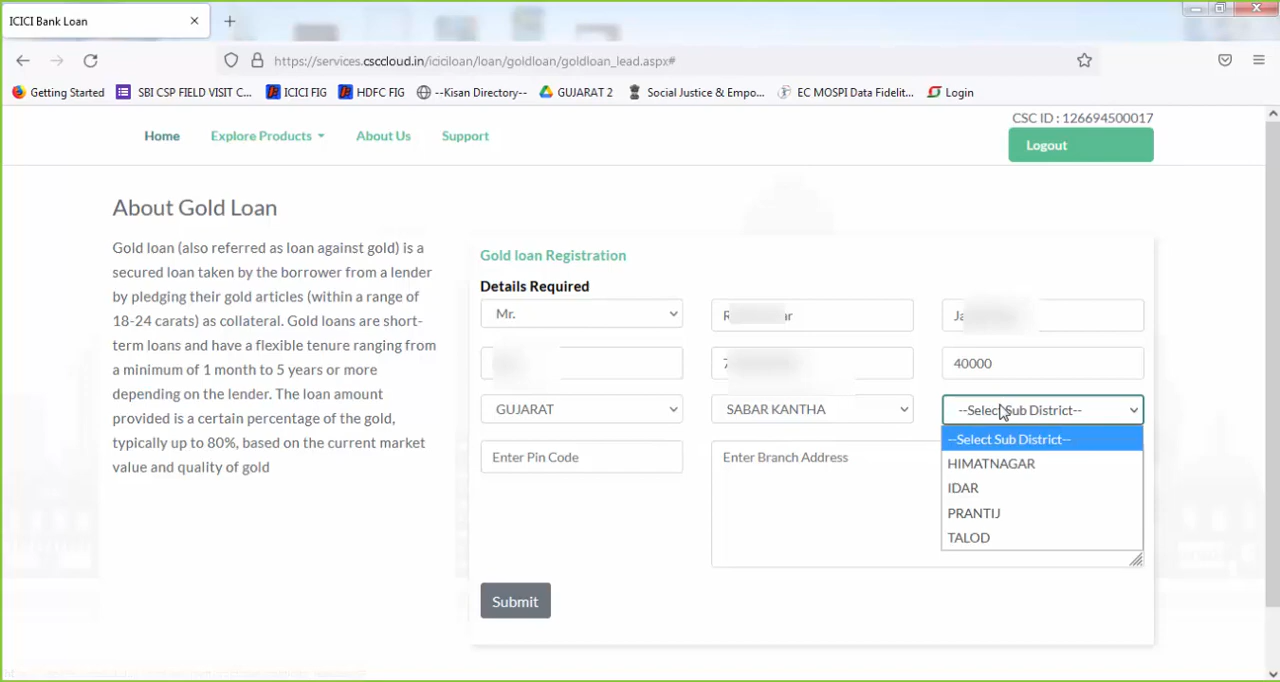 ICICI Bank Loan
https://services.csccloud.in/iciciloan/loan/goldloan/goldloan_lead.aspx#
Getting Started SBI CSP FIELD VISIT C... ICICI FIG HDFC FIG --Kisan Directory-- GUJARAT 2 Social Justice & Empo... EC MOSPI Data Fidelit... Login
CSC ID : 126694500017
Home Explore Products About Us Support Logout
About Gold Loan
Gold loan (also referred as loan against gold) is a
secured loan taken by the borrower from a lender
by pledging their gold articles (within a range of
18-24 carats) as collateral. Gold loans are short-
term loans and have a flexible tenure ranging from
a minimum of 1 month to 5 years or more
depending on the lender. The loan amount
provided is a certain percentage of the gold,
typically up to 80%, based on the current market
value and quality of gold
Gold loan Registration
Details Required
Mr.
40000
GUJARAT SABAR KANTHA --Select Sub District--
--Select Sub District--
HIMATNAGAR
IDAR
PRANTIJ
TALOD
Enter Pin Code Enter Branch Address
Submit